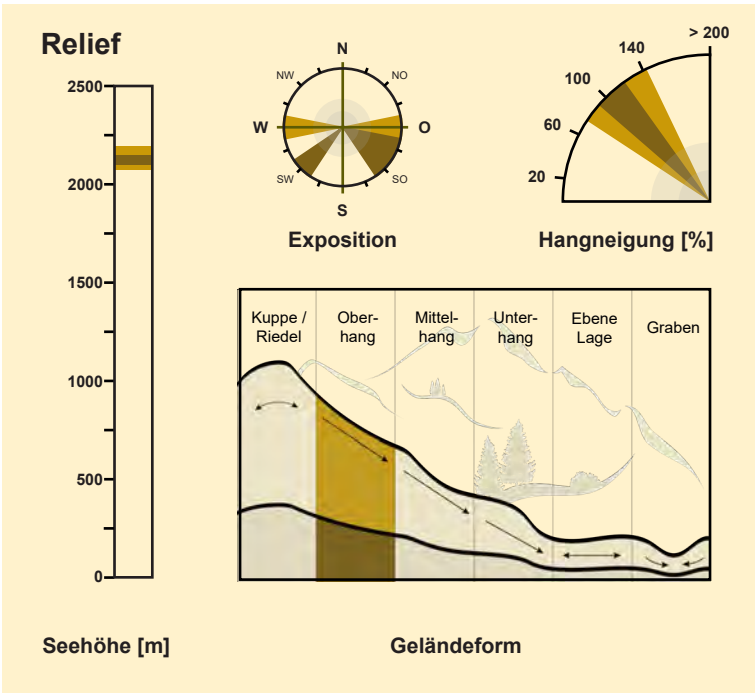 Relief
2500
2000
1500
1000
500
0
Seehöhe [m]
N
NW
NO
W
O
SW
SO
S
Exposition
> 200
140
100
60
20
Hangneigung [%]
Kuppe /
Riedel
Ober-
hang
Mittel-
hang
Unter-
hang
Ebene
Lage
Graben
Geländeform